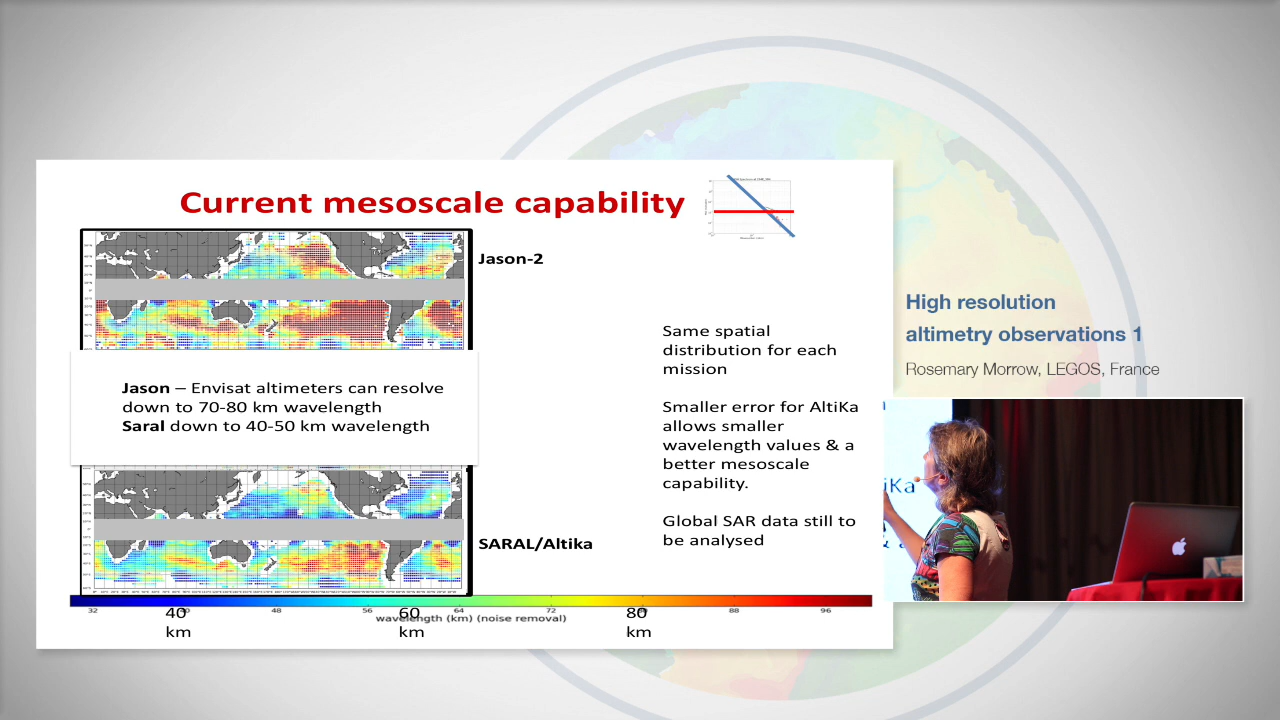 Current mesoscale capability
Jason-2
Jason – Envisat altimeters can resolve
down to 70-80 km wavelength
Saral down to 40-50 km wavelength
SARAL/Altika
Same spatial
distribution for each
mission
Smaller error for AltiKa
allows smaller
wavelength values & a
better mesoscale
capability.
Global SAR data still to
be analysed
32 48 56 64 72 88 96
40 60 80
wavelength (km) (noise removal)
km km km
High resolution
altimetry observations 1
Rosemary Morrow, LEGOS, France
iKa
& a